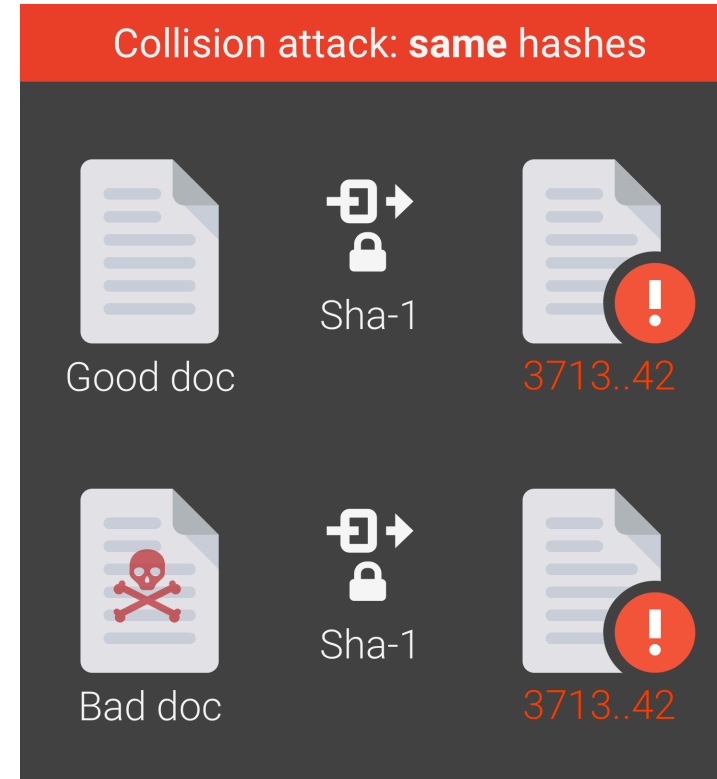 Collision attack: same hashes
Sha-1
Good doc
3713..42
Sha-1
Bad doc
3713..42